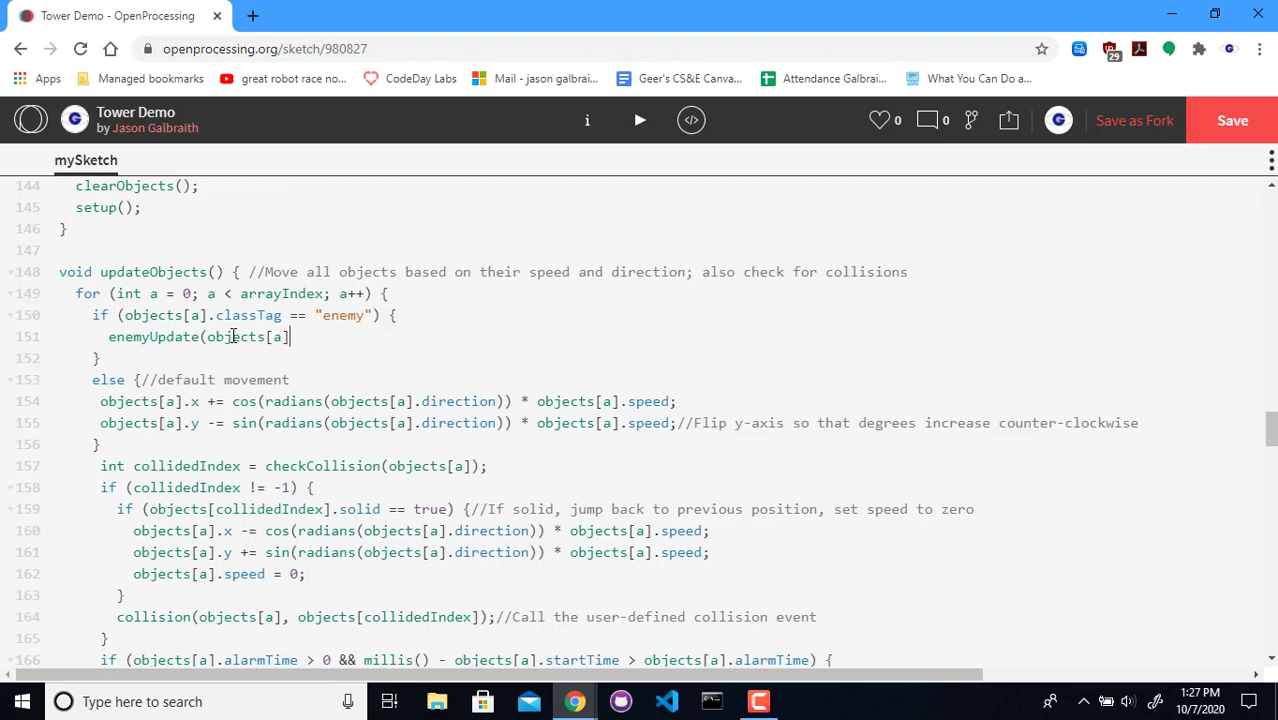 Tower Demo - OpenProcessing
openprocessing.org/sketch/980827
29
Apps Managed bookmarks great robot race no... CodeDay Labs Mail - jason galbrai... Geer's CS&E Canva... Attendance Galbrai... What You Can Do a...
Tower Demo
by Jason Galbraith
0 0 Save as Fork Save
mySketch
144 clearObjects();
145 setup();
146 }
147
148 void updateObjects() { //Move all objects based on their speed and direction; also check for collisions
149 for (int a = 0; a < arrayIndex; a++) {
150 if (objects[a].classTag == "enemy") {
151 enemyUpdate(objects[a]
152 }
153 else {//default movement
154 objects[a].x += cos(radians(objects[a].direction)) * objects[a].speed;
155 objects[a].y -= sin(radians(objects[a].direction)) * objects[a].speed;//Flip y-axis so that degrees increase counter-clockwise
156 }
157 int collidedIndex = checkCollision(objects[a]);
158 if (collidedIndex != -1) {
159 if (objects[collidedIndex].solid == true) {//If solid, jump back to previous position, set speed to zero
160 objects[a].x -= cos(radians(objects[a].direction)) * objects[a].speed;
161 objects[a].y += sin(radians(objects[a].direction)) * objects[a].speed;
162 objects[a].speed = 0;
163 }
164 collision(objects[a], objects[collidedIndex]);//Call the user-defined collision event
165 }
166 if (objects[a].alarmTime > 0 && millis() - objects[a].startTime > objects[a].alarmTime) {
Type here to search
1:27 PM
10/7/2020